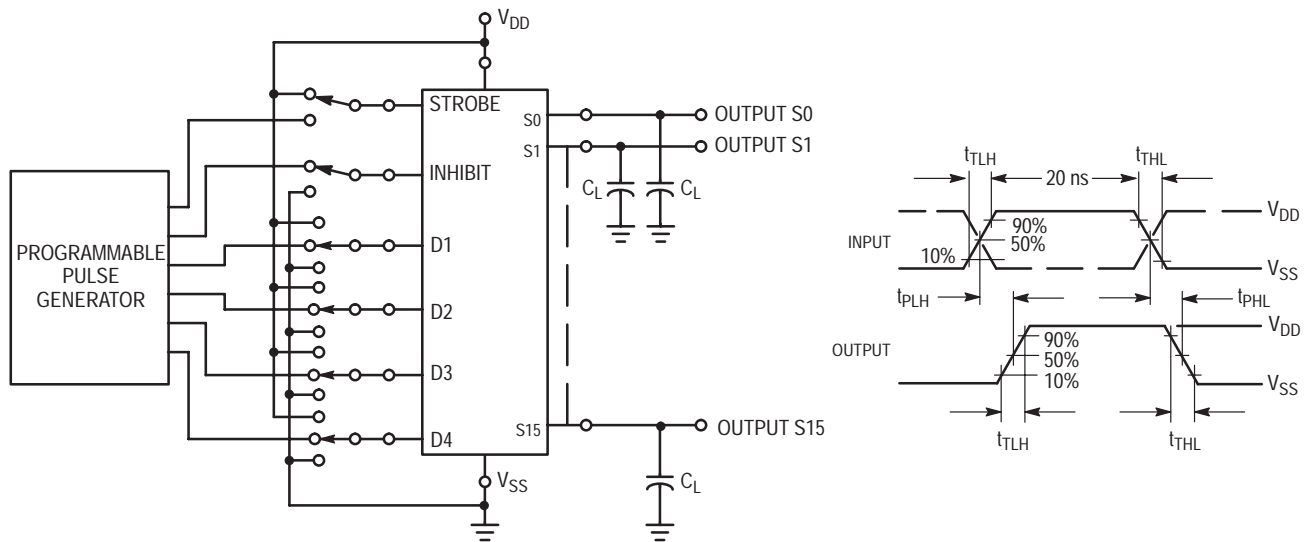 VDD
STROBE
INHIBIT
D1
D2
D3
D4
S0
S1
S15
VSS
PROGRAMMABLE
PULSE
GENERATOR
OUTPUT S0
OUTPUT S1
CL
CL
OUTPUT S15
CL
tTLH
tTHL
20 ns
INPUT
VDD
90%
50%
10%
VSS
tPLH
tPHL
OUTPUT
VDD
90%
50%
10%
VSS
tTLH
tTHL